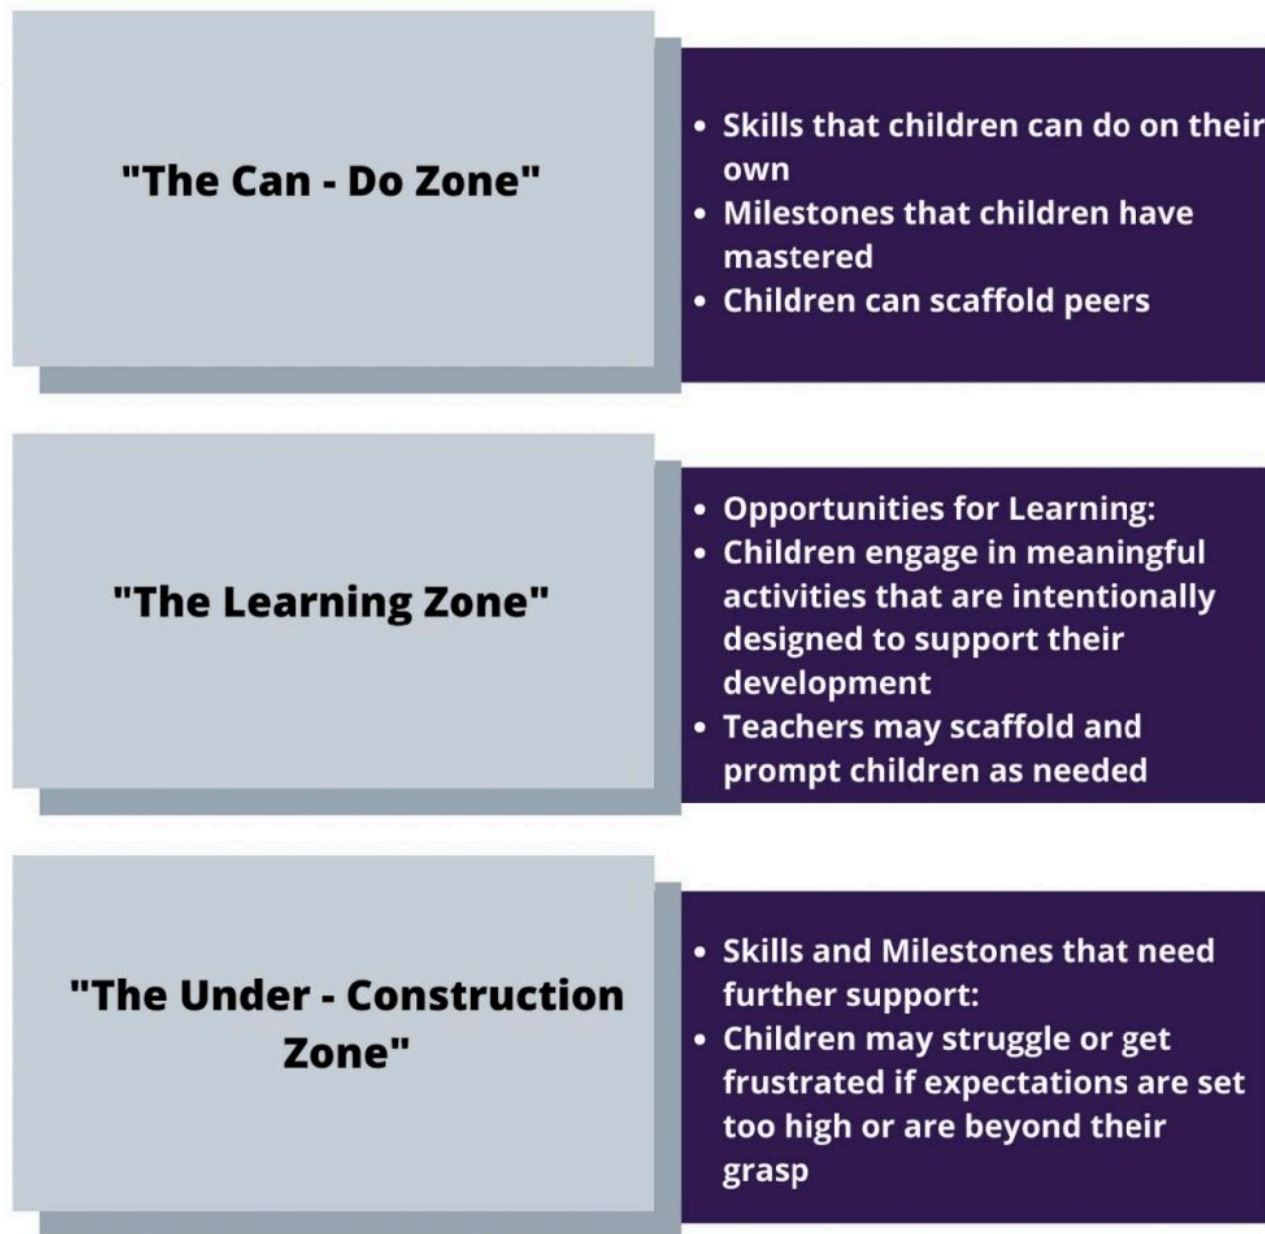 "The Can - Do Zone"
• Skills that children can do on their
own
• Milestones that children have
mastered
• Children can scaffold peers
"The Learning Zone"
• Opportunities for Learning:
• Children engage in meaningful
activities that are intentionally
designed to support their
development
• Teachers may scaffold and
prompt children as needed
"The Under - Construction
Zone"
• Skills and Milestones that need
further support:
• Children may struggle or get
frustrated if expectations are set
too high or are beyond their
grasp